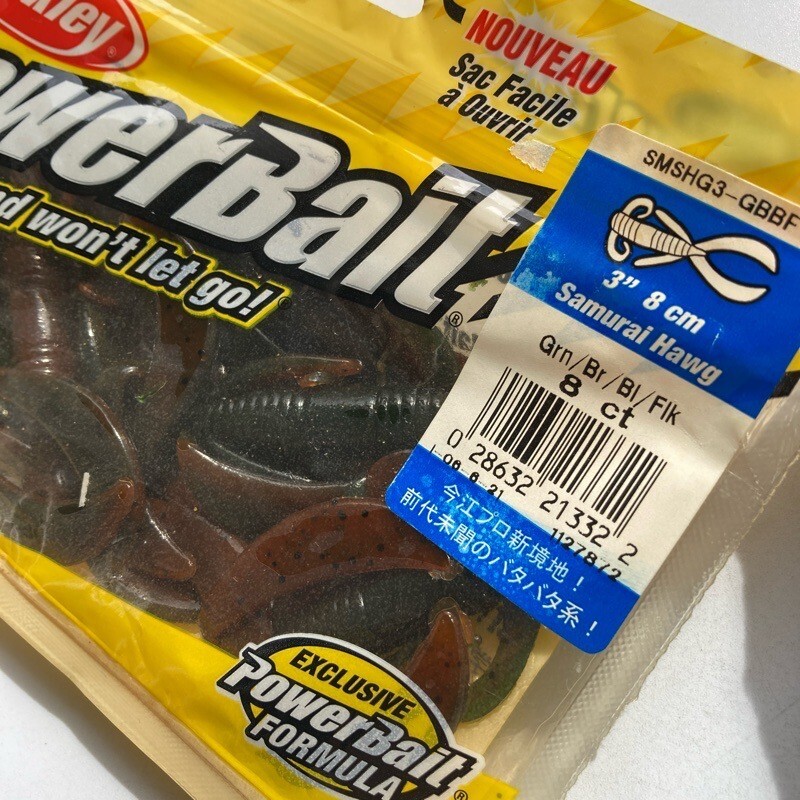 NOUVEAU
Sac Facile
à Ouvrir
PowerBait
won't let go!
SMSHG3-GBBF
3" 8 cm
Samurai Hawg
Grn/Br/Bl/Flk
8 ct
0 28632 21332 2
1127872
今江プロ新境地！
前代未聞のバタバタ系！
EXCLUSIVE
PowerBait
FORMULA